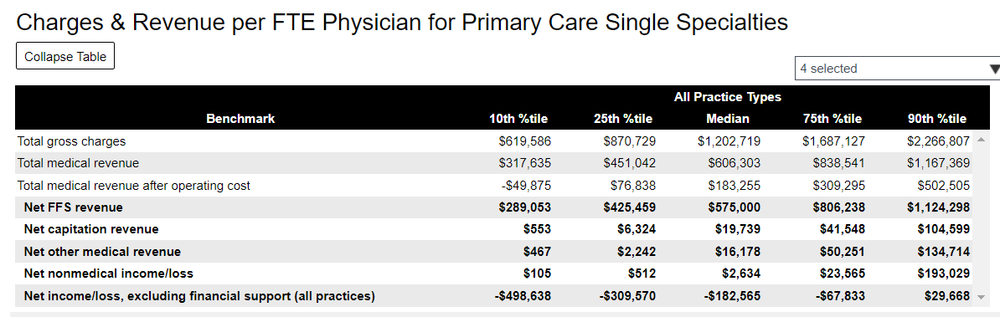 Charges & Revenue per FTE Physician for Primary Care Single Specialties
Collapse Table
4 selected
All Practice Types
Benchmark 10th %tile 25th %tile Median 75th %tile 90th %tile
Total gross charges $619,586 $870,729 $1,202,719 $1,687,127 $2,266,807
Total medical revenue $317,635 $451,042 $606,303 $838,541 $1,167,369
Total medical revenue after operating cost -$49,875 $76,838 $183,255 $309,295 $502,505
Net FFS revenue $289,053 $425,459 $575,000 $806,238 $1,124,298
Net capitation revenue $553 $6,324 $19,739 $41,548 $104,599
Net other medical revenue $467 $2,242 $16,178 $50,251 $134,714
Net nonmedical income/loss $105 $512 $2,634 $23,565 $193,029
Net income/loss, excluding financial support (all practices) -$498,638 -$309,570 -$182,565 -$67,833 $29,668